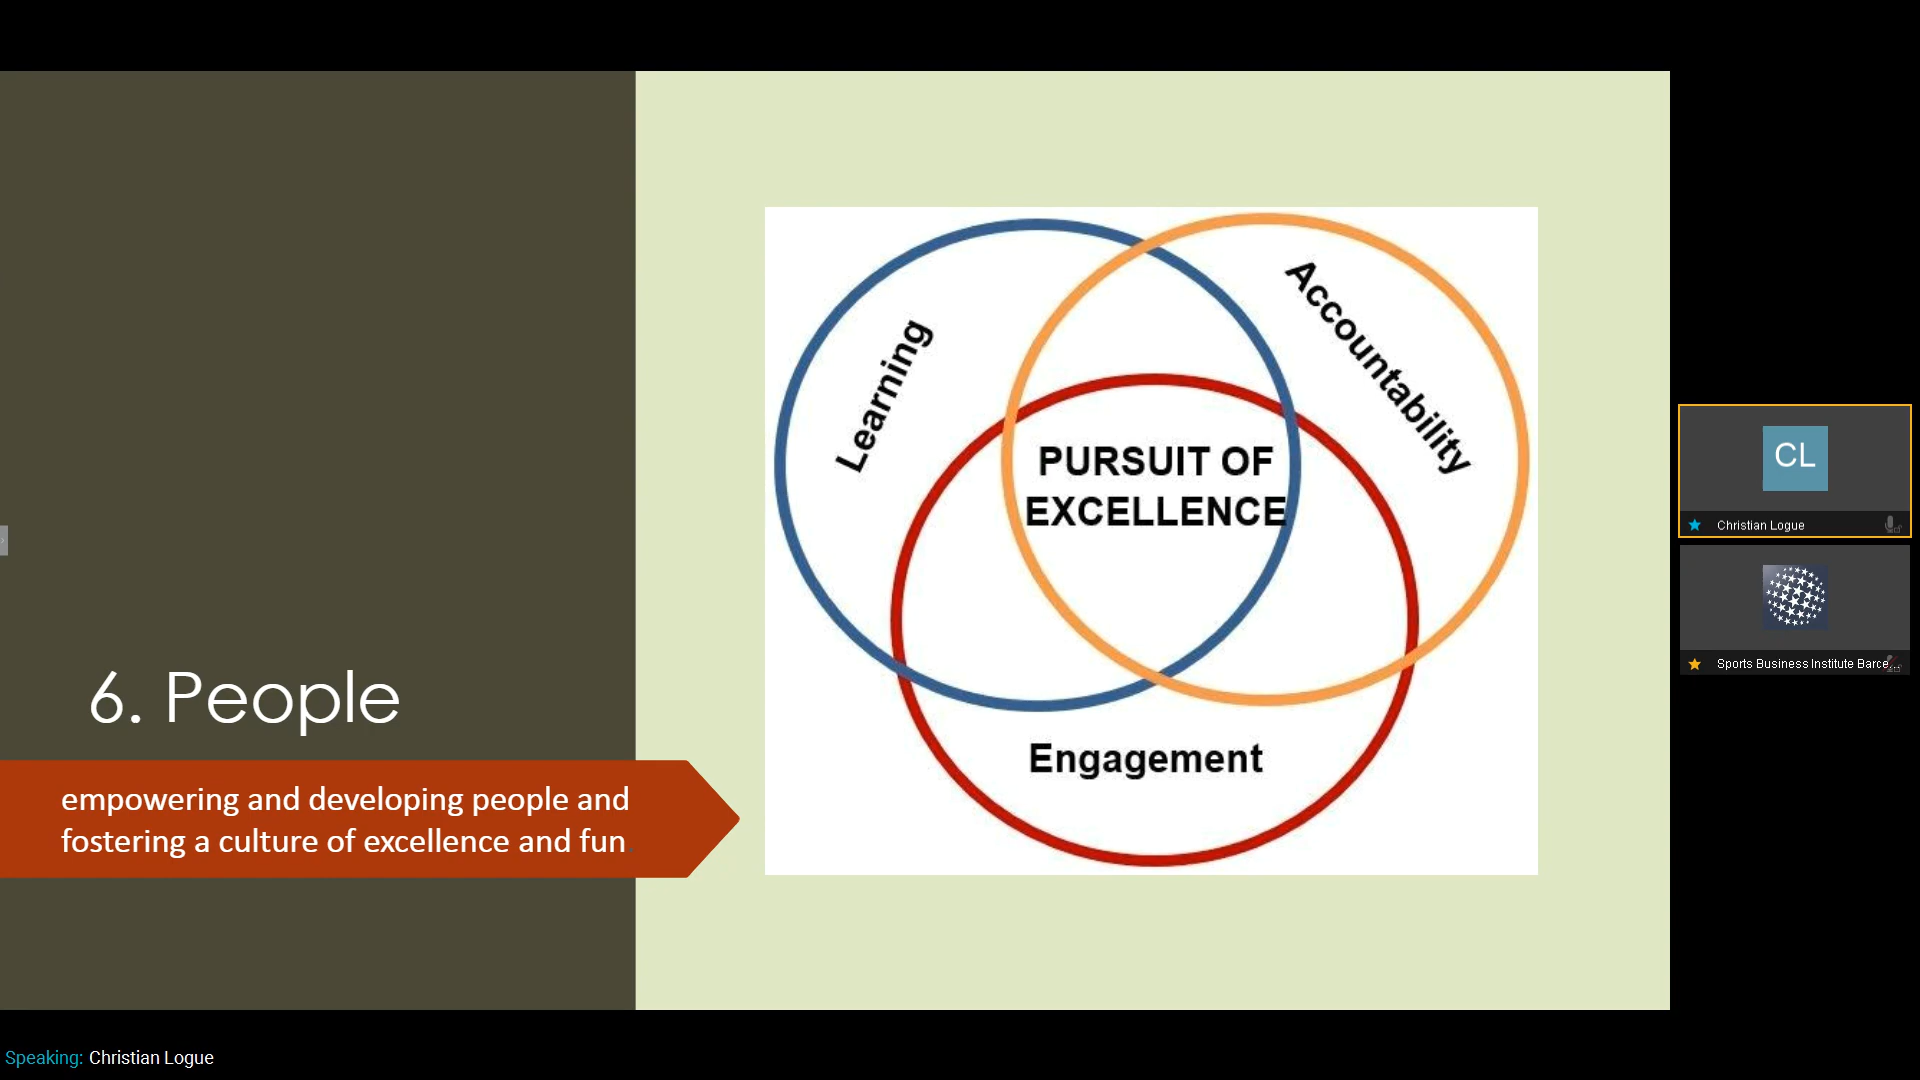 6. People
empowering and developing people and
fostering a culture of excellence and fun
Learning
Accountability
PURSUIT OF
EXCELLENCE
Engagement
CL
Christian Logue
Sports Business Institute Barce...
Speaking: Christian Logue